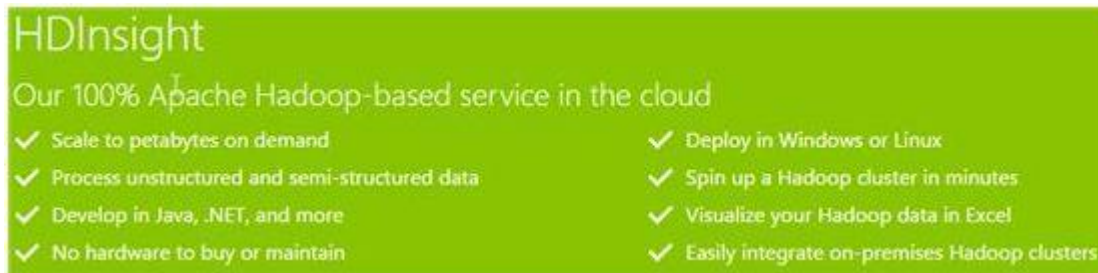 HDInsight
Our 100% Apache Hadoop-based service in the cloud
Scale to petabytes on demand
Process unstructured and semi-structured data
Develop in Java, .NET, and more
No hardware to buy or maintain
Deploy in Windows or Linux
Spin up a Hadoop cluster in minutes
Visualize your Hadoop data in Excel
Easily integrate on-premises Hadoop clusters